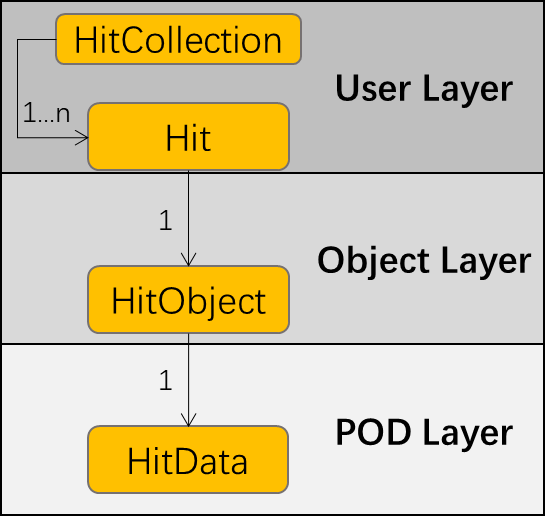 HitCollection
1...n
Hit
User Layer
1
Object Layer
HitObject
1
POD Layer
HitData